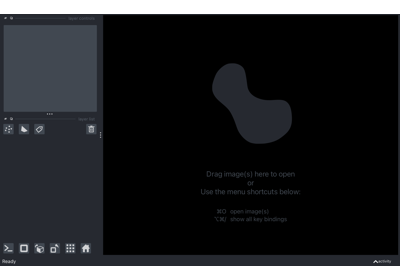 layer controls
layer list
Drag image(s) here to open
or
Use the menu shortcuts below:
⌘O open image(s)
⌥⌘/ show all key bindings
Ready
activity